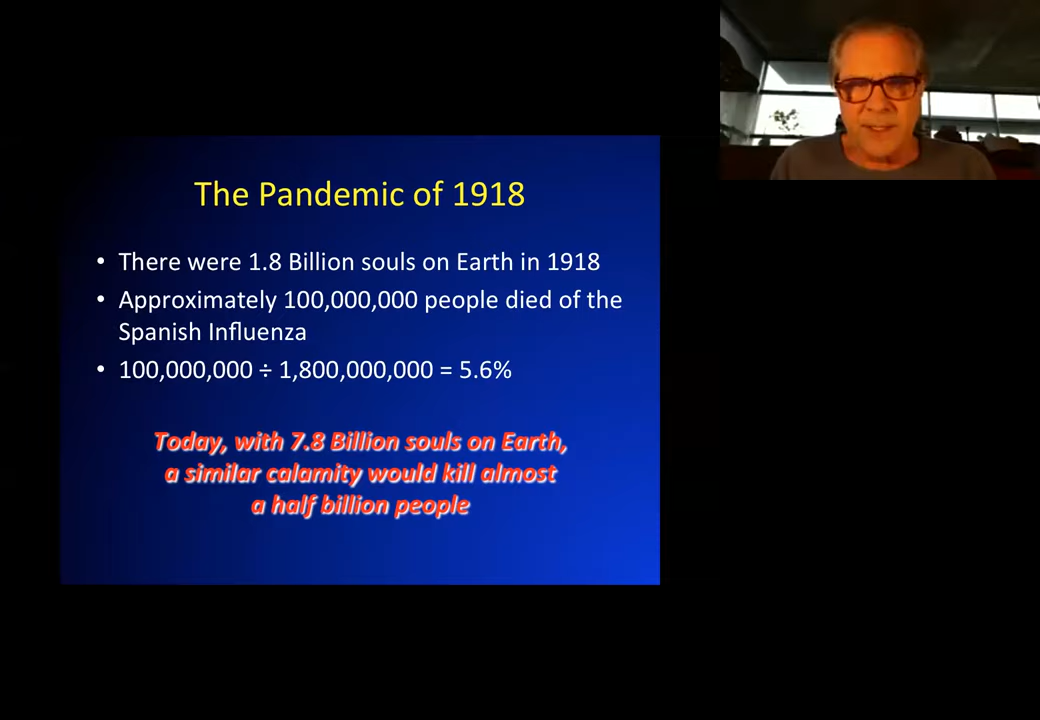 The Pandemic of 1918
• There were 1.8 Billion souls on Earth in 1918
• Approximately 100,000,000 people died of the
Spanish Influenza
• 100,000,000 ÷ 1,800,000,000 = 5.6%
Today, with 7.8 Billion souls on Earth,
a similar calamity would kill almost
a half billion people